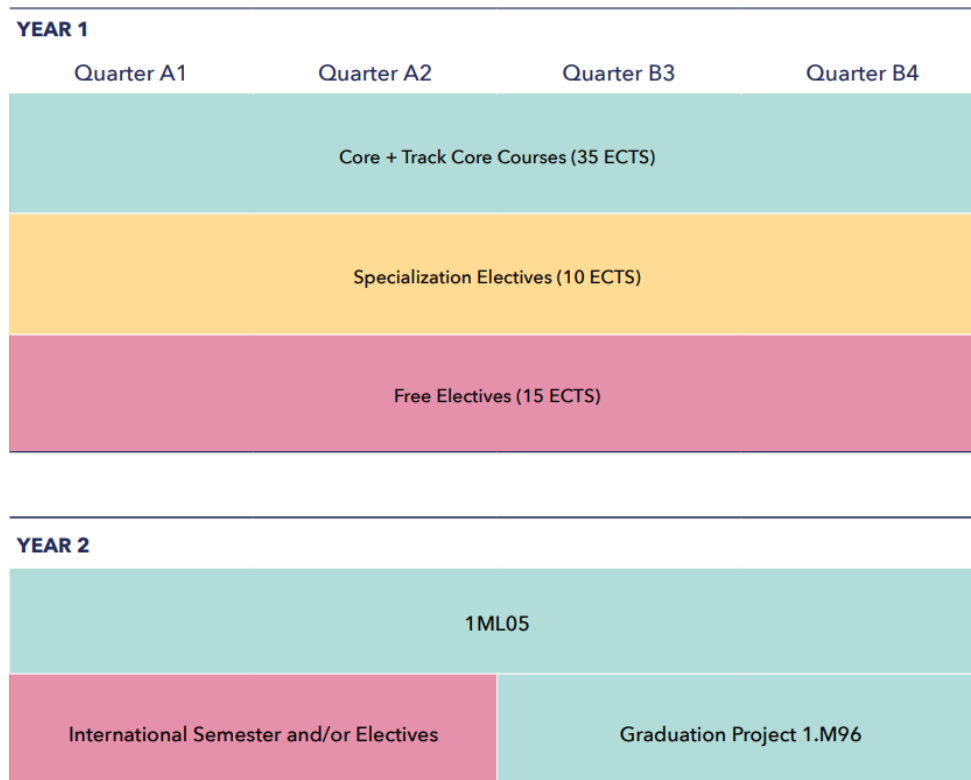 YEAR 1
Quarter A1 Quarter A2 Quarter B3 Quarter B4
Core + Track Core Courses (35 ECTS)
Specialization Electives (10 ECTS)
Free Electives (15 ECTS)
YEAR 2
1ML05
International Semester and/or Electives Graduation Project 1.M96